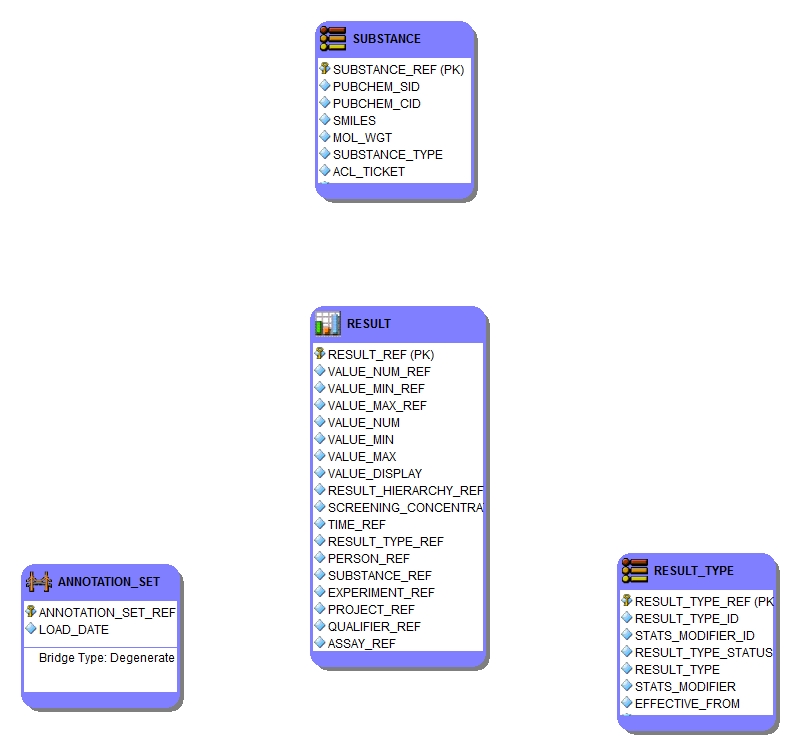 SUBSTANCE
SUBSTANCE_REF (PK)
PUBCHEM_SID
PUBCHEM_CID
SMILES
MOL_WGT
SUBSTANCE_TYPE
ACL_TICKET
RESULT
RESULT_REF (PK)
VALUE_NUM_REF
VALUE_MIN_REF
VALUE_MAX_REF
VALUE_NUM
VALUE_MIN
VALUE_MAX
VALUE_DISPLAY
RESULT_HIERARCHY_REF
SCREENING_CONCENTRA
TIME_REF
RESULT_TYPE_REF
PERSON_REF
SUBSTANCE_REF
EXPERIMENT_REF
PROJECT_REF
QUALIFIER_REF
ASSAY_REF
ANNOTATION_SET
ANNOTATION_SET_REF
LOAD_DATE
Bridge Type: Degenerate
RESULT_TYPE
RESULT_TYPE_REF (PK
RESULT_TYPE_ID
STATS_MODIFIER_ID
RESULT_TYPE_STATUS
RESULT_TYPE
STATS_MODIFIER
EFFECTIVE_FROM